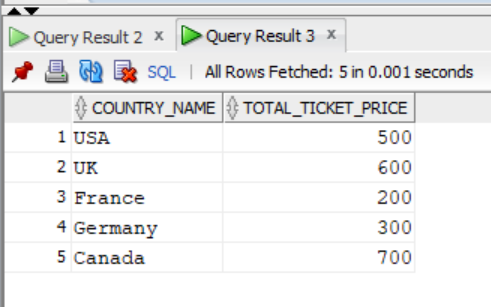 Query Result 2 x Query Result 3 x
SQL | All Rows Fetched: 5 in 0.001 seconds
COUNTRY_NAME TOTAL_TICKET_PRICE
1 USA 500
2 UK 600
3 France 200
4 Germany 300
5 Canada 700